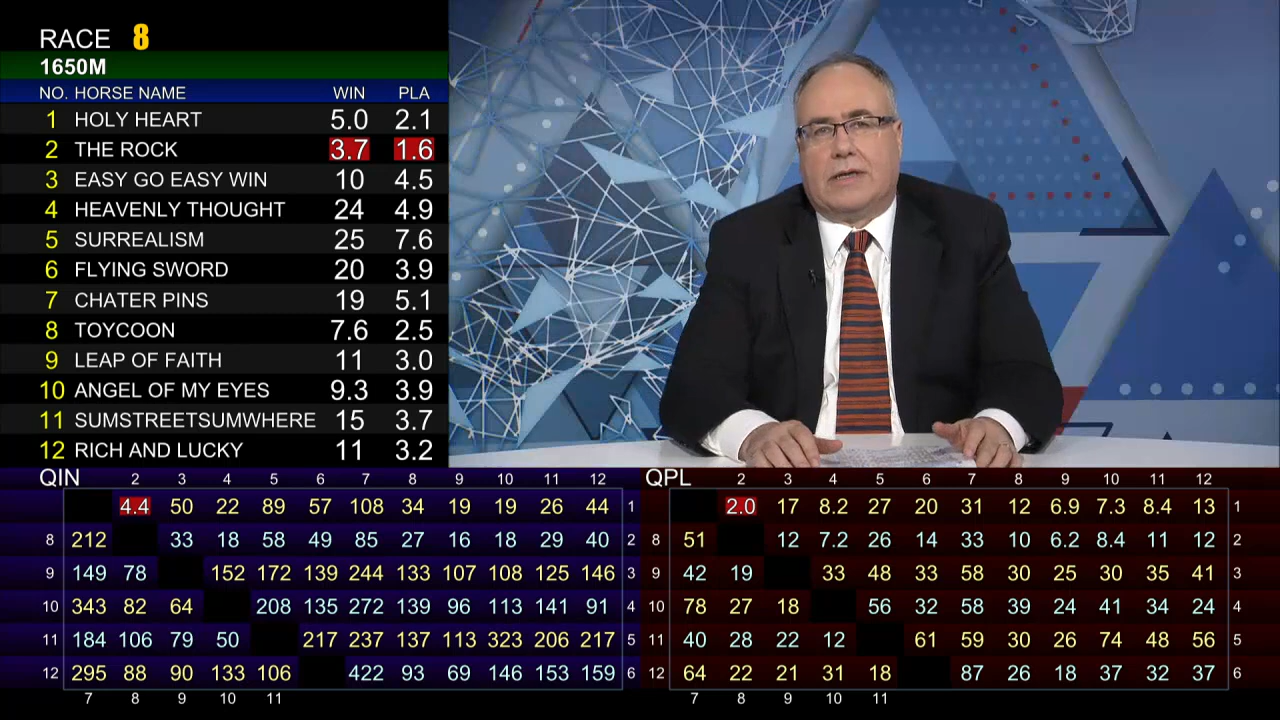 RACE 8
1650M
NO. HORSE NAME WIN PLA
1 HOLY HEART 5.0 2.1
2 THE ROCK 3.7 1.6
3 EASY GO EASY WIN 10 4.5
4 HEAVENLY THOUGHT 24 4.9
5 SURREALISM 25 7.6
6 FLYING SWORD 20 3.9
7 CHATER PINS 19 5.1
8 TOYCOON 7.6 2.5
9 LEAP OF FAITH 11 3.0
10 ANGEL OF MY EYES 9.3 3.9
11 SUMSTREETSUMWHERE 15 3.7
12 RICH AND LUCKY 11 3.2
QIN 2 3 4 5 6 7 8 9 10 11 12
4.4 50 22 89 57 108 34 19 19 26 44 1
8 212 33 18 58 49 85 27 16 18 29 40 2
9 149 78 152 172 139 244 133 107 108 125 146 3
10 343 82 64 208 135 272 139 96 113 141 91 4
11 184 106 79 50 217 237 137 113 323 206 217 5
12 295 88 90 133 106 422 93 69 146 153 159 6
7 8 9 10 11
QPL 2 3 4 5 6 7 8 9 10 11 12
2.0 17 8.2 27 20 31 12 6.9 7.3 8.4 13 1
8 51 12 7.2 26 14 33 10 6.2 8.4 11 12 2
9 42 19 33 48 33 58 30 25 30 35 41 3
10 78 27 18 56 32 58 39 24 41 34 24 4
11 40 28 22 12 61 59 30 26 74 48 56 5
12 64 22 21 31 18 87 26 18 37 32 37 6
7 8 9 10 11